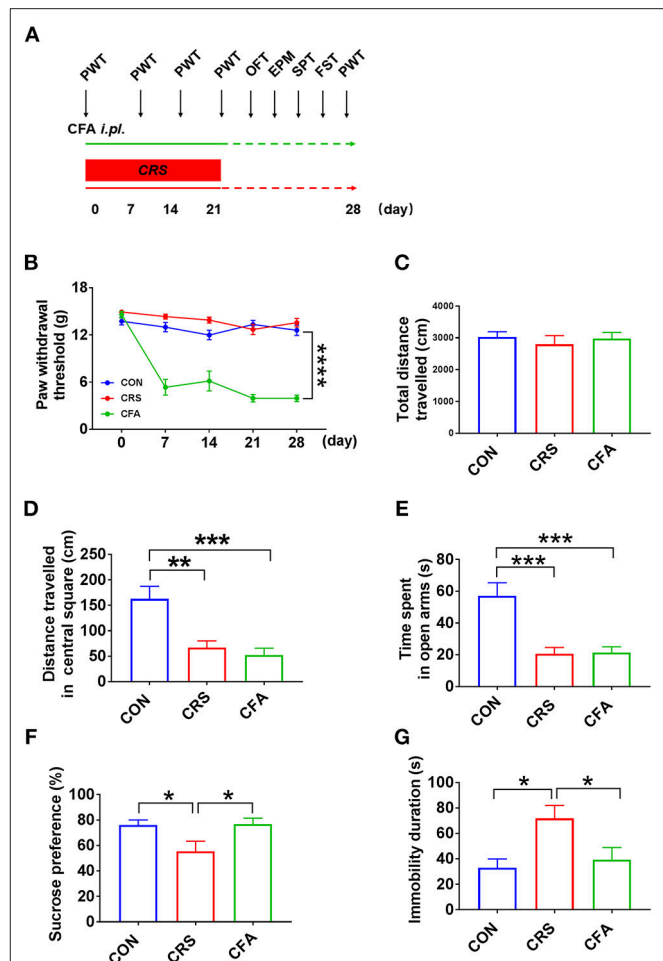 A
PWT PWT PWT PWT OFT EPM SPT FST PWT
CFA i.pl.
CRS
0 7 14 21 28 (day)
B
Paw withdrawal
threshold (g)
18
12
6
0
CON
CRS
CFA
****
0 7 14 21 28 (day)
C
Total distance
travelled (cm)
4000
3000
2000
1000
0
CON CRS CFA
D
Distance travelled
in central square (cm)
250
200
150
100
50
0
***
**
CON CRS CFA
E
Time spent
in open arms (s)
80
60
40
20
0
***
***
CON CRS CFA
F
Sucrose preference (%)
100
80
60
40
20
0
* *
CON CRS CFA
G
Immobility duration (s)
100
80
60
40
20
0
* *
CON CRS CFA